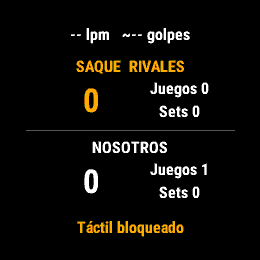 -- lpm ~-- golpes
SAQUE RIVALES
0
Juegos 0
Sets 0
NOSOTROS
0
Juegos 1
Sets 0
Táctil bloqueado